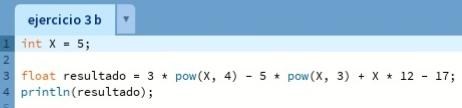 ejercicio 3 b ▼
1 int X = 5;
2
3 float resultado = 3 * pow(X, 4) - 5 * pow(X, 3) + X * 12 - 17;
4 println(resultado);